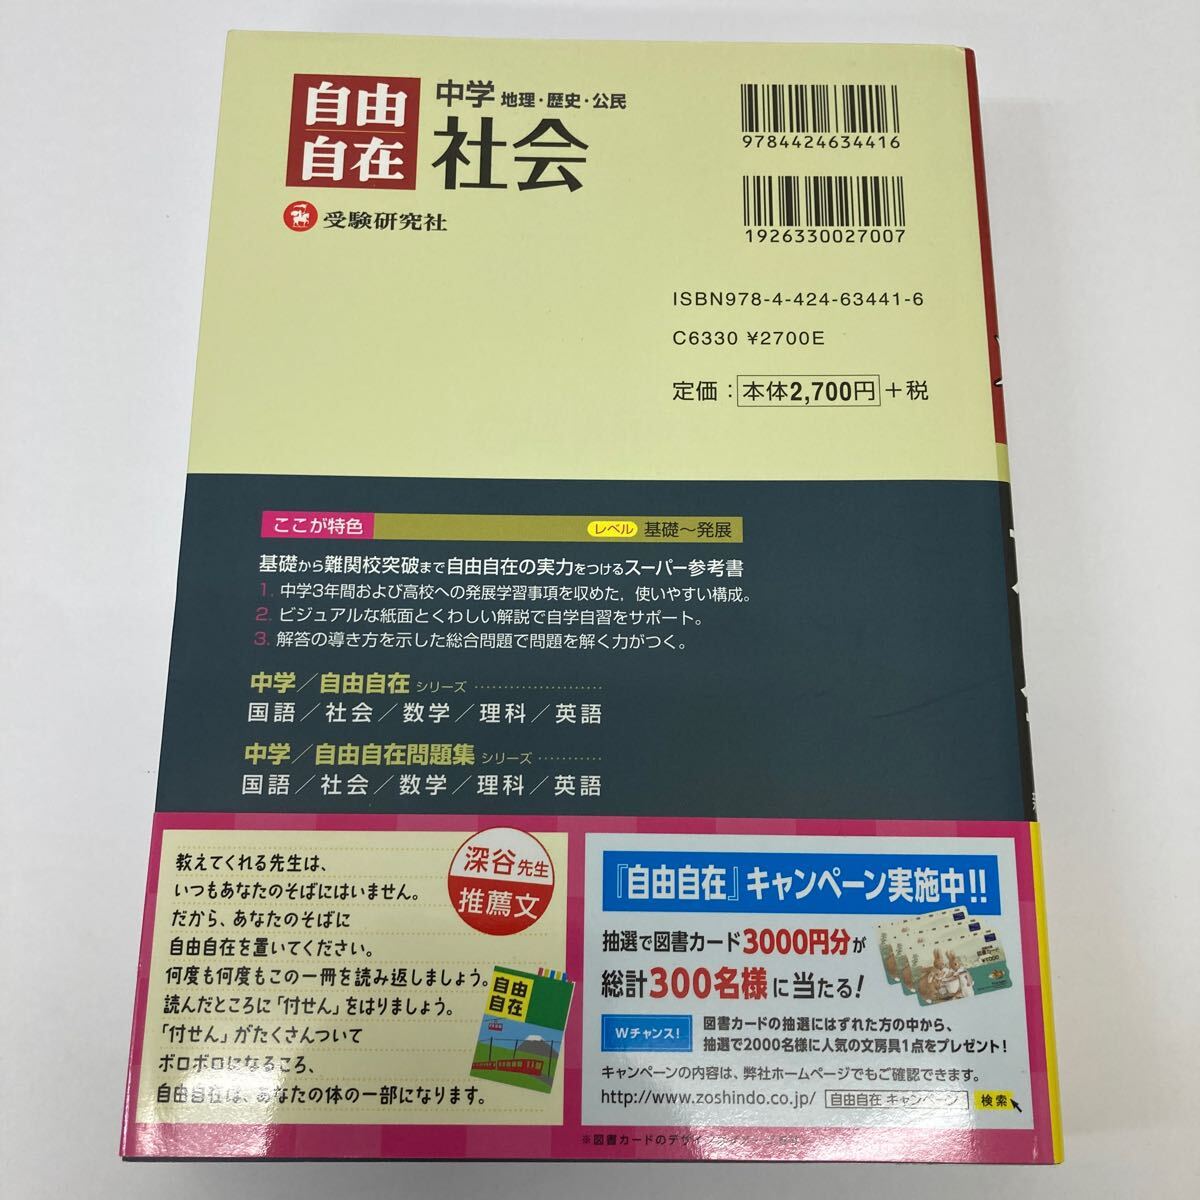 自由
自在
中学 地理・歴史・公民
社会
受験研究社
9784424634416
1926330027007
ISBN978-4-424-63441-6
C6330 ¥2700E
定価：本体2,700円＋税
ここが特色
レベル 基礎～発展
基礎から難関校突破まで自由自在の実力をつけるスーパー参考書
1. 中学3年間および高校への発展学習事項を収めた，使いやすい構成。
2. ビジュアルな紙面とくわしい解説で自学自習をサポート。
3. 解答の導き方を示した総合問題で問題を解く力がつく。
中学／自由自在 シリーズ
国語／社会／数学／理科／英語
中学／自由自在問題集 シリーズ
国語／社会／数学／理科／英語
深谷先生
推薦文
教えてくれる先生は、
いつもあなたのそばにはいません。
だから、あなたのそばに
自由自在を置いてください。
何度も何度もこの一冊を読み返しましょう。
読んだところに「付せん」をはりましょう。
「付せん」がたくさんついて
ボロボロになるころ、
自由自在は、あなたの体の一部になります。
自由
自在
『自由自在』キャンペーン実施中!!
抽選で図書カード3000円分が
総計300名様に当たる!
Wチャンス!
図書カードの抽選にはずれた方の中から、
抽選で2000名様に人気の文房具1点をプレゼント!
キャンペーンの内容は、弊社ホームページでもご確認できます。
http://www.zoshindo.co.jp/ 自由自在 キャンペーン 検索
※図書カードのデザイン